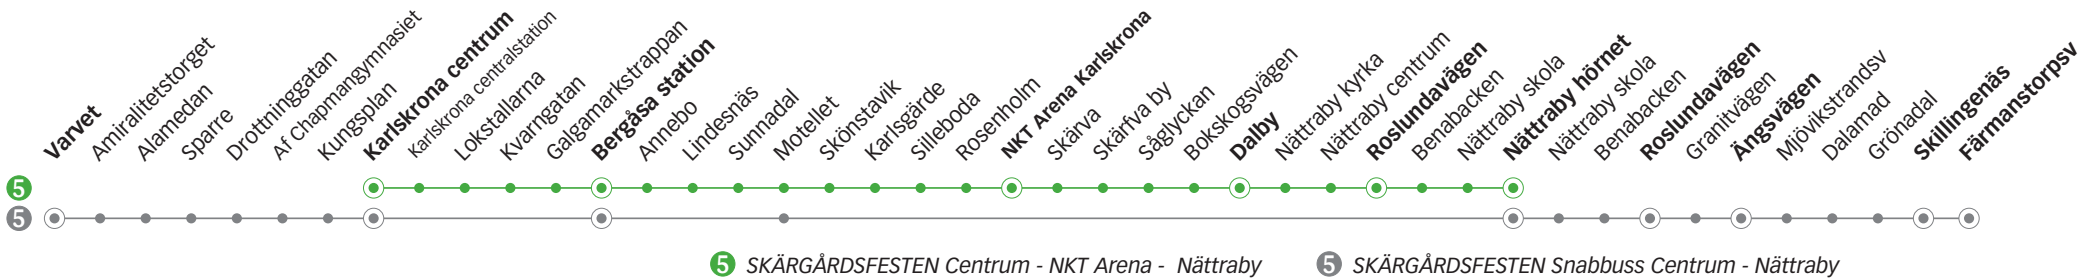 Varvet
Amiralitetstorget
Alamedan
Sparre
Drottninggatan
Af Chapmangymnasiet
Kungsplan
Karlskrona centrum
Karlskrona centralstation
Lokstallarna
Kvarngatan
Galgamarkstrappan
Bergåsa station
Annebo
Lindesnäs
Sunnadal
Motellet
Skönstavik
Karlsgärde
Silleboda
Rosenholm
NKT Arena Karlskrona
Skärva
Skärfva by
Såglyckan
Bokskogsvägen
Dalby
Nättraby kyrka
Nättraby centrum
Roslundavägen
Benabacken
Nättraby skola
Nättraby hörnet
Nättraby skola
Benabacken
Roslundavägen
Granitvägen
Ängsvägen
Mjövikstrandsv
Dalamad
Grönadal
Skillingenäs
Färmanstorpsv
5
5
5 SKÄRGÅRDSFESTEN Centrum - NKT Arena - Nättraby
5 SKÄRGÅRDSFESTEN Snabbuss Centrum - Nättraby